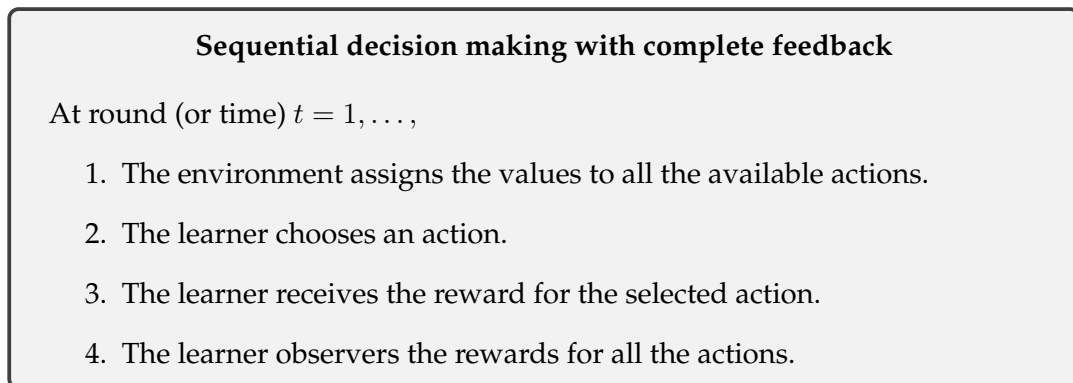 Sequential decision making with complete feedback
At round (or time) t = 1, . . . ,
1. The environment assigns the values to all the available actions.
2. The learner chooses an action.
3. The learner receives the reward for the selected action.
4. The learner observers the rewards for all the actions.